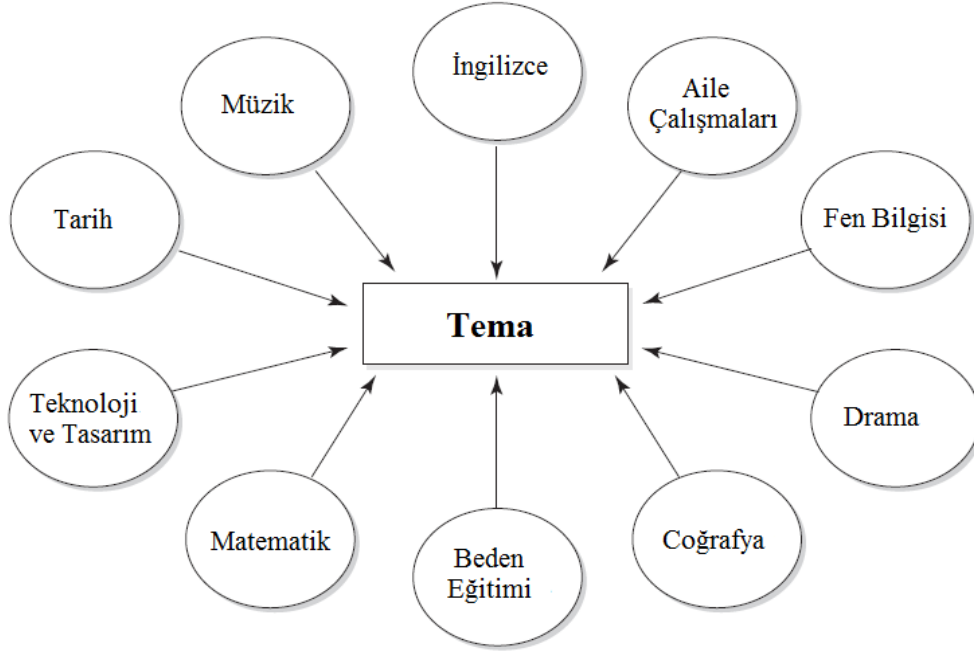 İngilizce
Müzik
Aile
Çalışmaları
Tarih
Fen Bilgisi
Tema
Teknoloji
ve Tasarım
Drama
Matematik
Coğrafya
Beden
Eğitimi